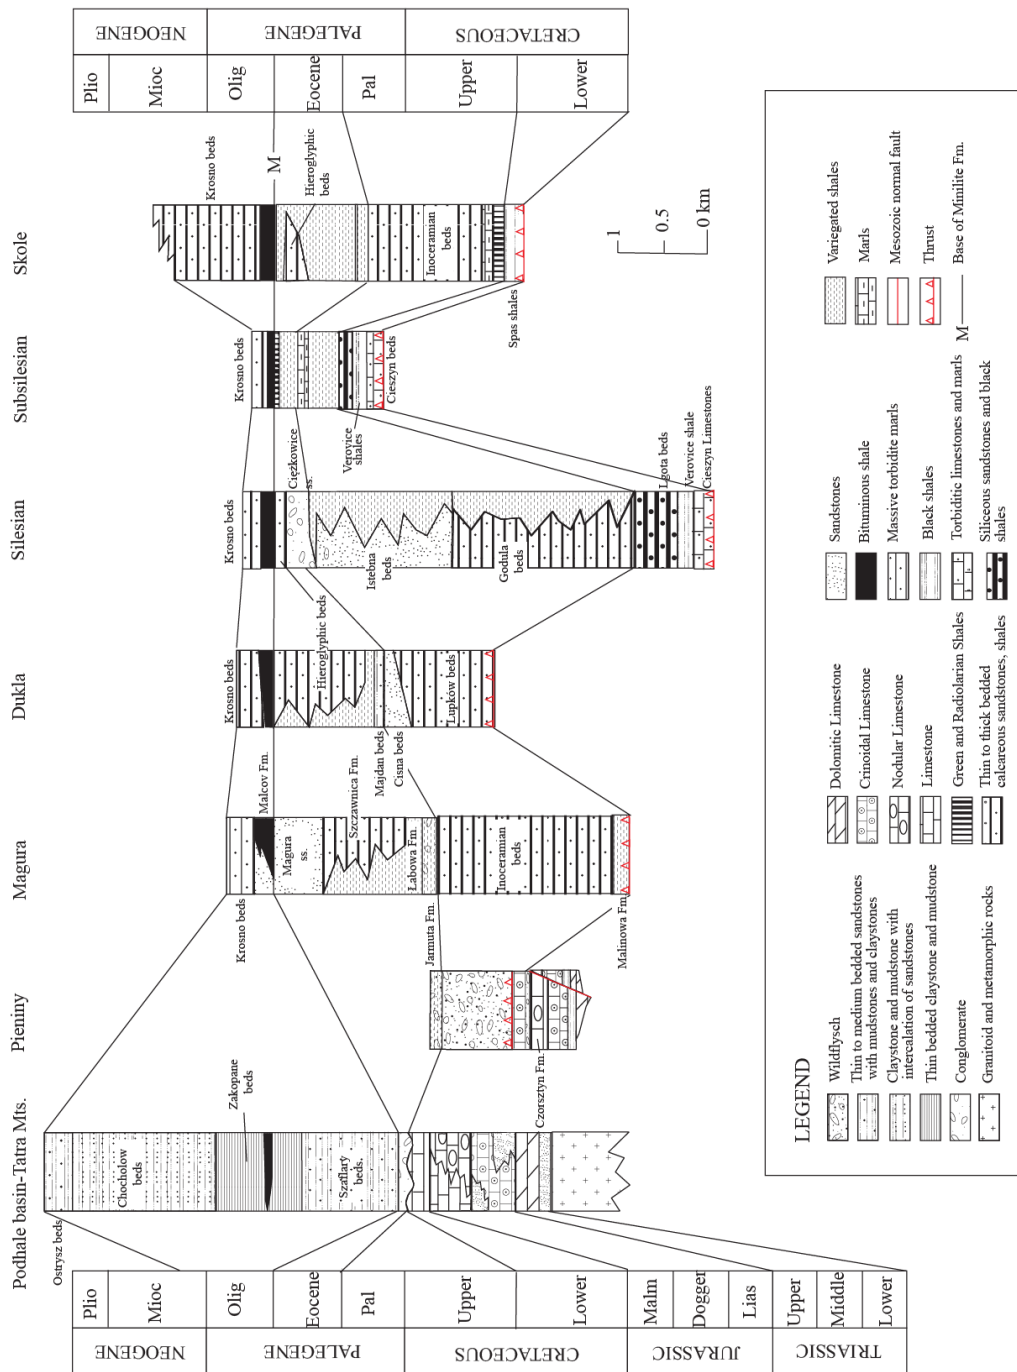 Podhale basin-Tatra Mts.
Pieniny
Magura
Dukla
Silesian
Subsilesian
Skole
NEOGENE
PALEGENE
CRETACEOUS
JURASSIC
TRIASSIC
Plio
Mioc
Olig
Eocene
Pal
Upper
Lower
Malm
Dogger
Lias
Upper
Middle
Lower
Ostrysz beds
Chocholow
beds
Zakopane
beds
Szaflary
beds.
Czorsztyn Fm.
Krosno beds
Malcov Fm.
Magura
ss.
Szczawnica Fm.
Labowa Fm.
Jarmuta Fm.
Inoceramian
beds
Malinowa Fm.
Krosno beds
Hieroglyphic beds
Majdan beds
Cisna beds
Lupków beds
Krosno beds
Ciężkowice
ss.
Istebna
beds
Godula
beds
Lgota beds
Verovice shale
Cieszyn Limestones
Krosno beds
Verovice
shales
Cieszyn beds
Krosno beds
M
Hieroglyphic
beds
Inoceramian
beds
Spas shales
1
0.5
0 km
NEOGENE
PALEGENE
CRETACEOUS
Plio
Mioc
Olig
Eocene
Pal
Upper
Lower
LEGEND
Wildflysch
Thin to medium bedded sandstones
with mudstones and claystones
Claystone and mudstone with
intercalation of sandstones
Thin bedded claystone and mudstone
Conglomerate
Granitoid and metamorphic rocks
Dolomitic Limestone
Crinoidal Limestone
Nodular Limestone
Limestone
Green and Radiolarian Shales
Thin to thick bedded
calcareous sandstones, shales
Sandstones
Bituminous shale
Massive torbidite marls
Black shales
Torbiditic limestones and marls
Siliceous sandstones and black
shales
Variegated shales
Marls
Mesozoic normal fault
Thrust
M Base of Minilite Fm.